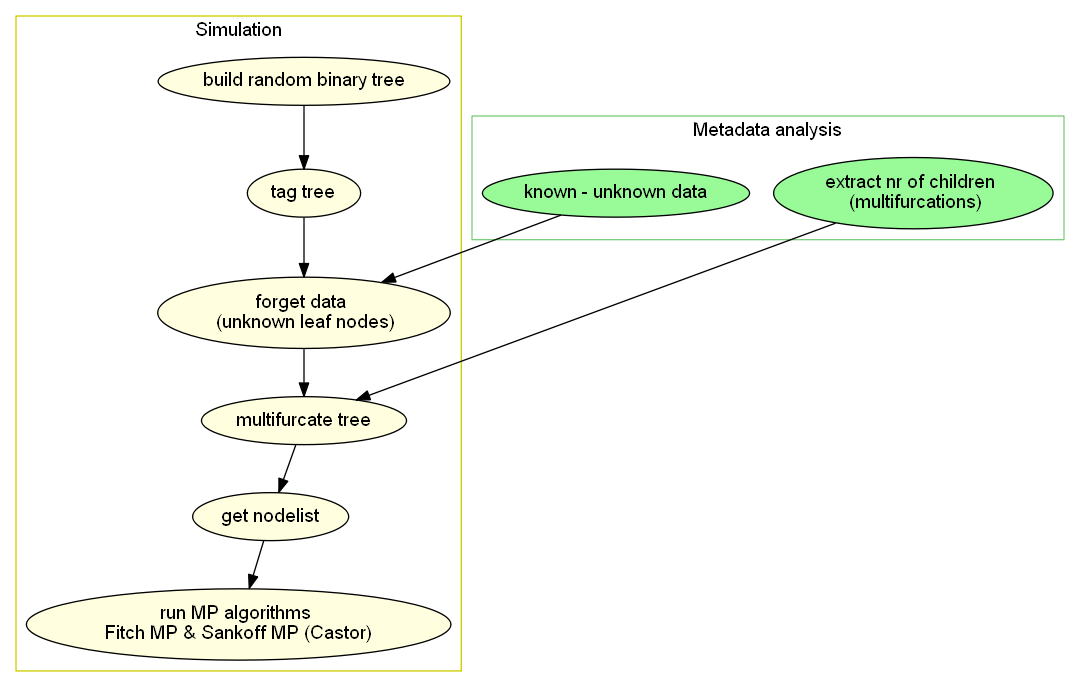 Simulation
build random binary tree
tag tree
forget data
(unknown leaf nodes)
multifurcate tree
get nodelist
run MP algorithms
Fitch MP & Sankoff MP (Castor)
Metadata analysis
known - unknown data
extract nr of children
(multifurcations)